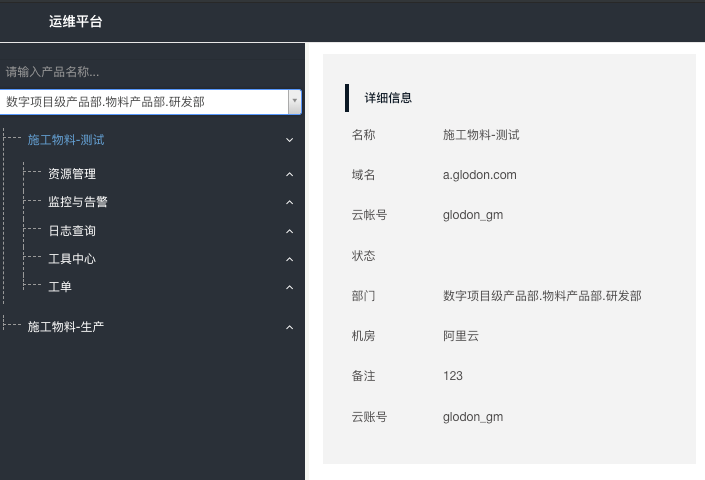 运维平台
请输入产品名称...
数字项目级产品部.物料产品部.研发部
施工物料-测试
资源管理
监控与告警
日志查询
工具中心
工单
施工物料-生产
详细信息
名称 施工物料-测试
域名 a.glodon.com
云帐号 glodon_gm
状态
部门 数字项目级产品部.物料产品部.研发部
机房 阿里云
备注 123
云账号 glodon_gm